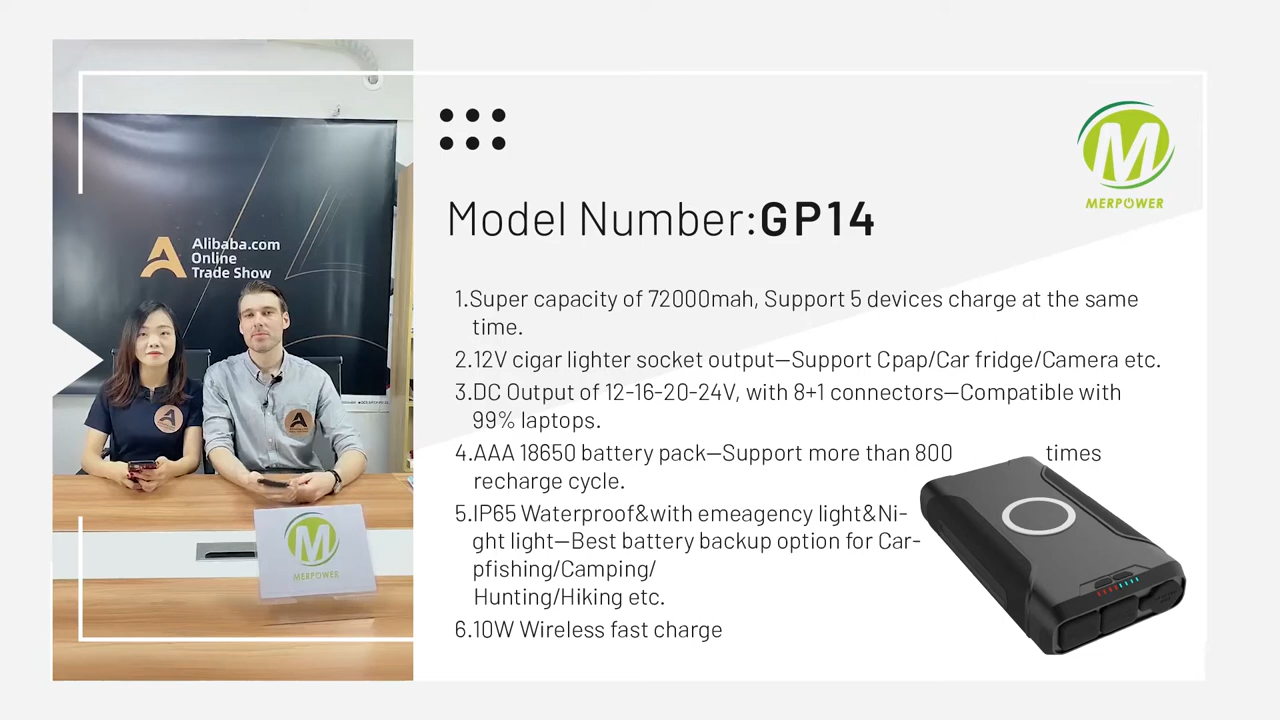 Alibaba.com
Online
Trade Show
MERPOWER
M
MERPOWER
Model Number:GP14
1.Super capacity of 72000mah, Support 5 devices charge at the same
time.
2.12V cigar lighter socket output—Support Cpap/Car fridge/Camera etc.
3.DC Output of 12-16-20-24V, with 8+1 connectors—Compatible with
99% laptops.
4.AAA 18650 battery pack—Support more than 800 times
recharge cycle.
5.IP65 Waterproof&with emeagency light&Ni-
ght light—Best battery backup option for Car-
pfishing/Camping/
Hunting/Hiking etc.
6.10W Wireless fast charge